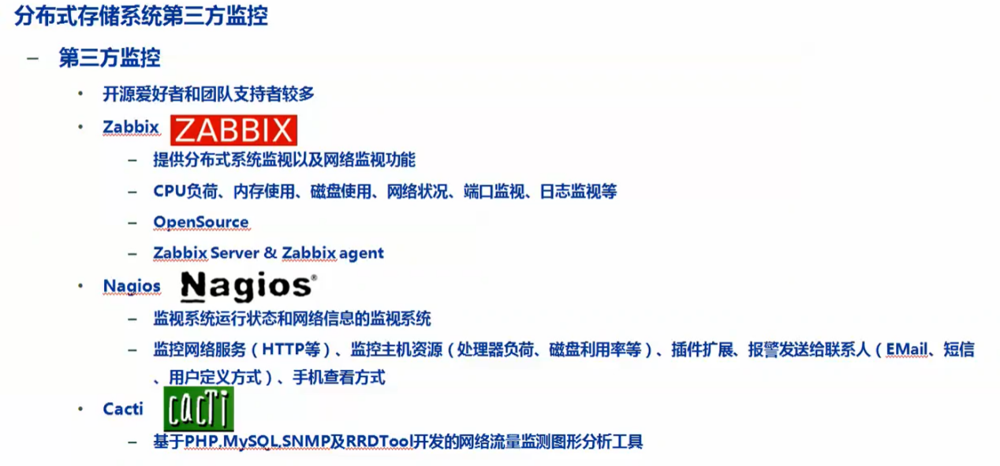 分布式存储系统第三方监控
– 第三方监控
• 开源爱好者和团队支持者较多
• Zabbix ZABBIX
– 提供分布式系统监视以及网络监视功能
– CPU负荷、内存使用、磁盘使用、网络状况、端口监视、日志监视等
– OpenSource
– Zabbix Server & Zabbix agent
• Nagios Nagios®
– 监视系统运行状态和网络信息的监视系统
– 监控网络服务（HTTP等）、监控主机资源（处理器负荷、磁盘利用率等）、插件扩展、报警发送给联系人（EMail、短信
、用户定义方式）、手机查看方式
• Cacti cacti
– 基于PHP,MySQL,SNMP及RRDTool开发的网络流量监测图形分析工具